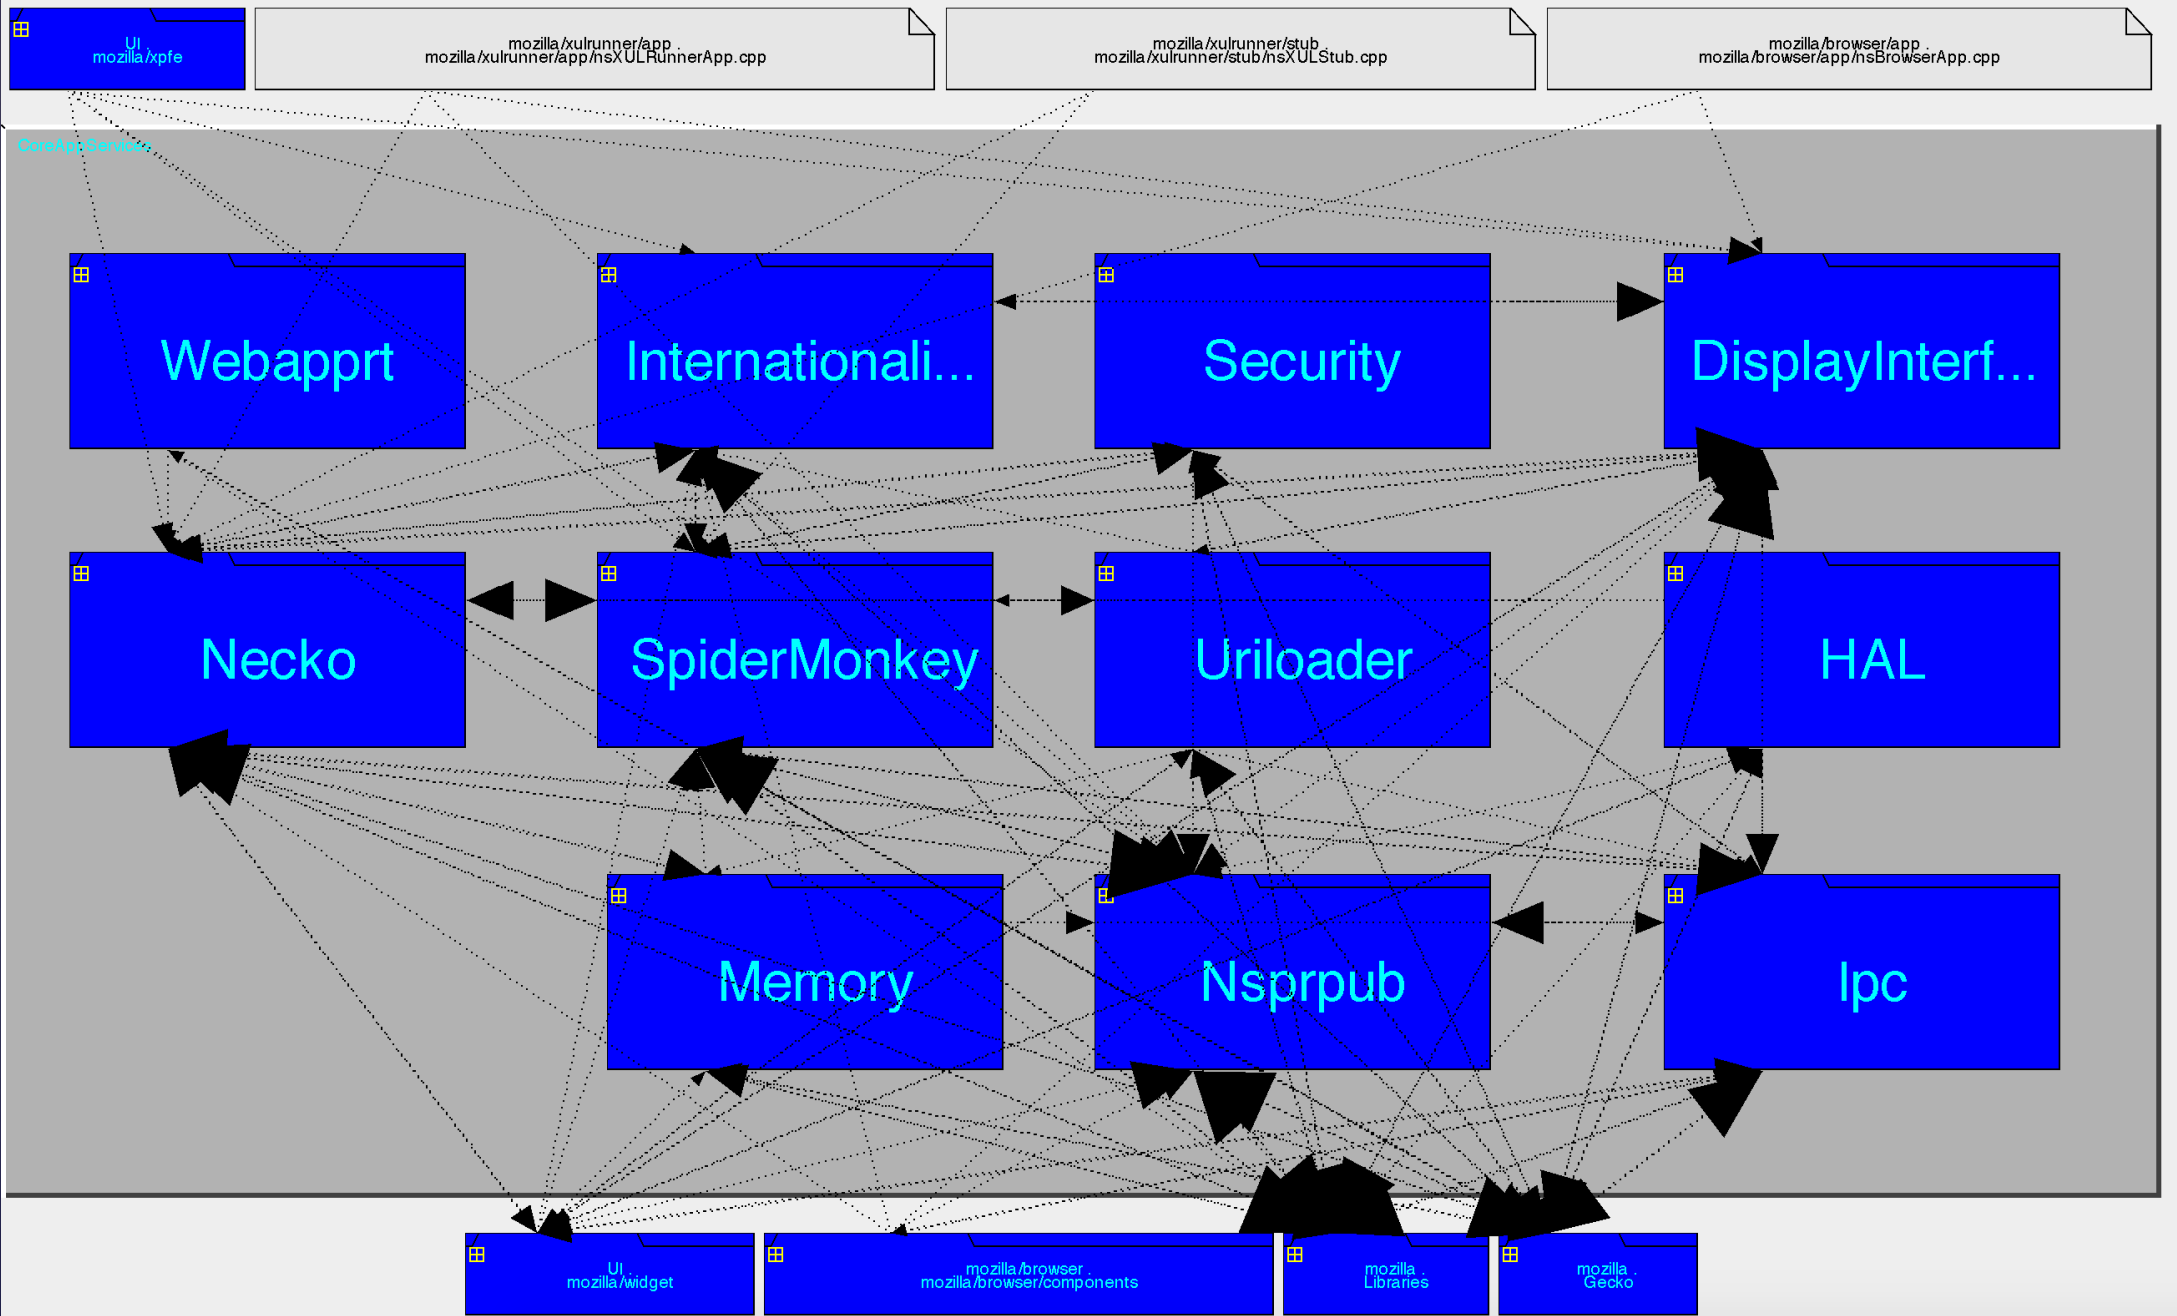 UI .
mozilla/xpfe
mozilla/xulrunner/app .
mozilla/xulrunner/app/nsXULRunnerApp.cpp
mozilla/xulrunner/stub .
mozilla/xulrunner/stub/nsXULStub.cpp
mozilla/browser/app .
mozilla/browser/app/nsBrowserApp.cpp
CoreAppServices
Webapprt
Internationali...
Security
DisplayInterf...
Necko
SpiderMonkey
Uriloader
HAL
Memory
Nsprpub
Ipc
UI .
mozilla/widget
mozilla/browser .
mozilla/browser/components
mozilla .
Libraries
mozilla .
Gecko